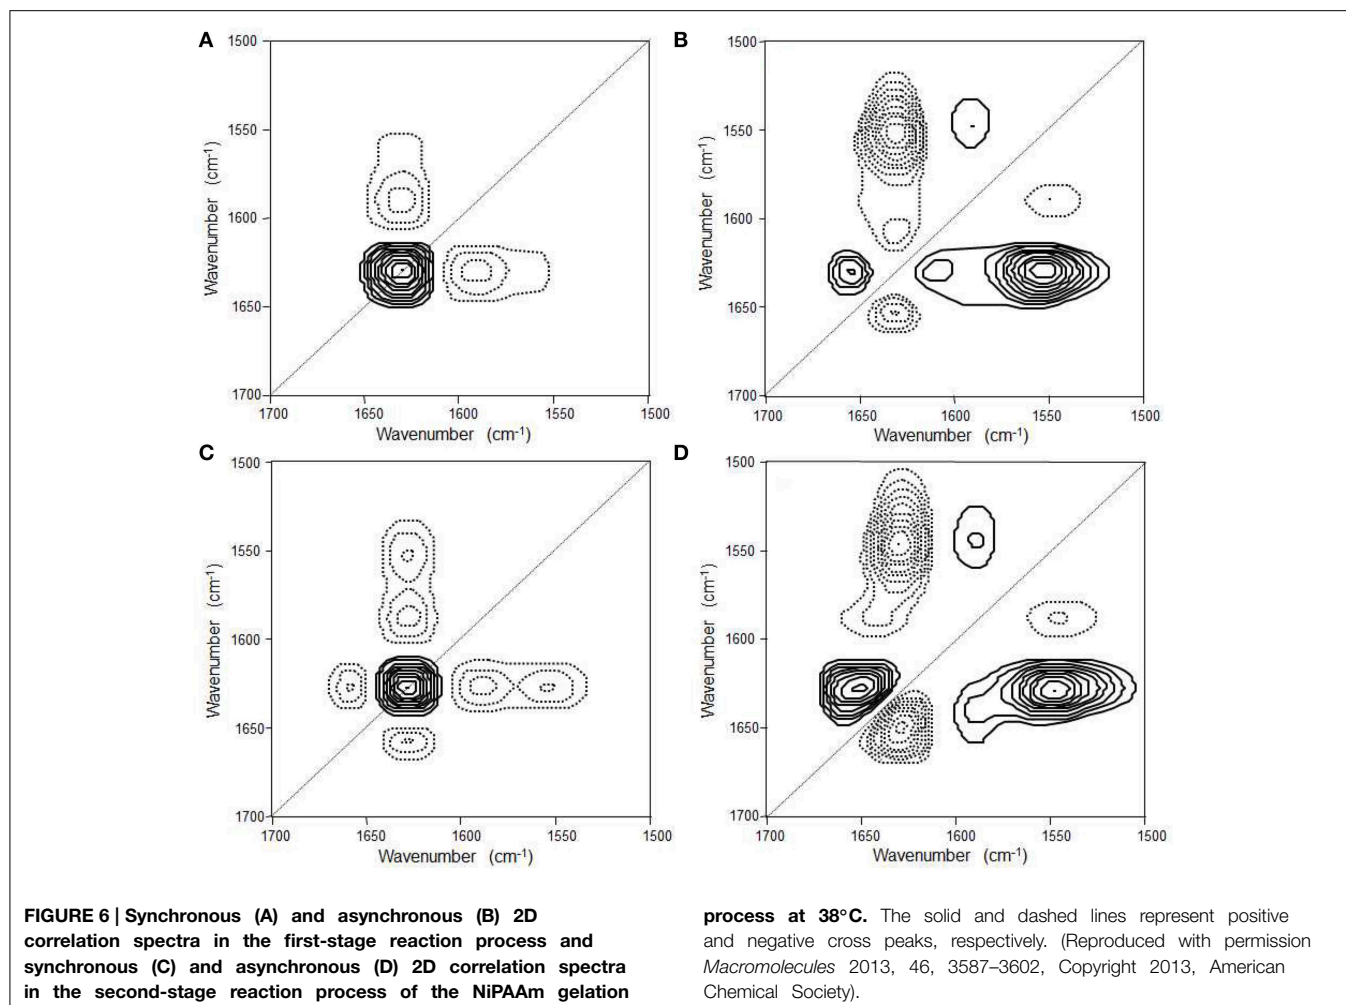 A
1500
1550
1600
1650
1700
Wavenumber (cm-1)
1700 1650 1600 1550 1500
Wavenumber (cm-1)
B
1500
1550
1600
1650
1700
Wavenumber (cm-1)
1700 1650 1600 1550 1500
Wavenumber (cm-1)
C
1500
1550
1600
1650
1700
Wavenumber (cm-1)
1700 1650 1600 1550 1500
Wavenumber (cm-1)
D
1500
1550
1600
1650
1700
Wavenumber (cm-1)
1700 1650 1600 1550 1500
Wavenumber (cm-1)
FIGURE 6 | Synchronous (A) and asynchronous (B) 2D
correlation spectra in the first-stage reaction process and
synchronous (C) and asynchronous (D) 2D correlation spectra
in the second-stage reaction process of the NiPAAm gelation
process at 38°C. The solid and dashed lines represent positive
and negative cross peaks, respectively. (Reproduced with permission
Macromolecules 2013, 46, 3587–3602, Copyright 2013, American
Chemical Society).